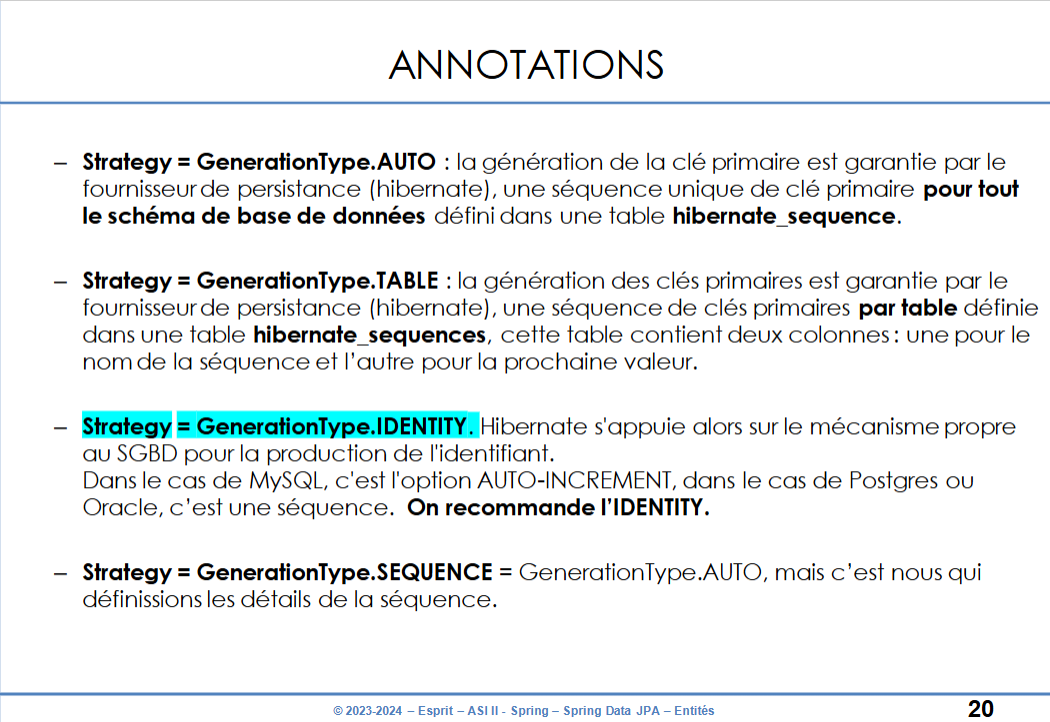 ANNOTATIONS
– Strategy = GenerationType.AUTO : la génération de la clé primaire est garantie par le
fournisseur de persistance (hibernate), une séquence unique de clé primaire pour tout
le schéma de base de données défini dans une table hibernate_sequence.
– Strategy = GenerationType.TABLE : la génération des clés primaires est garantie par le
fournisseur de persistance (hibernate), une séquence de clés primaires par table définie
dans une table hibernate_sequences, cette table contient deux colonnes : une pour le
nom de la séquence et l’autre pour la prochaine valeur.
– Strategy = GenerationType.IDENTITY. Hibernate s'appuie alors sur le mécanisme propre
au SGBD pour la production de l'identifiant.
Dans le cas de MySQL, c'est l'option AUTO-INCREMENT, dans le cas de Postgres ou
Oracle, c’est une séquence. On recommande l’IDENTITY.
– Strategy = GenerationType.SEQUENCE = GenerationType.AUTO, mais c’est nous qui
définissions les détails de la séquence.
© 2023-2024 – Esprit – ASI II - Spring – Spring Data JPA – Entités
20